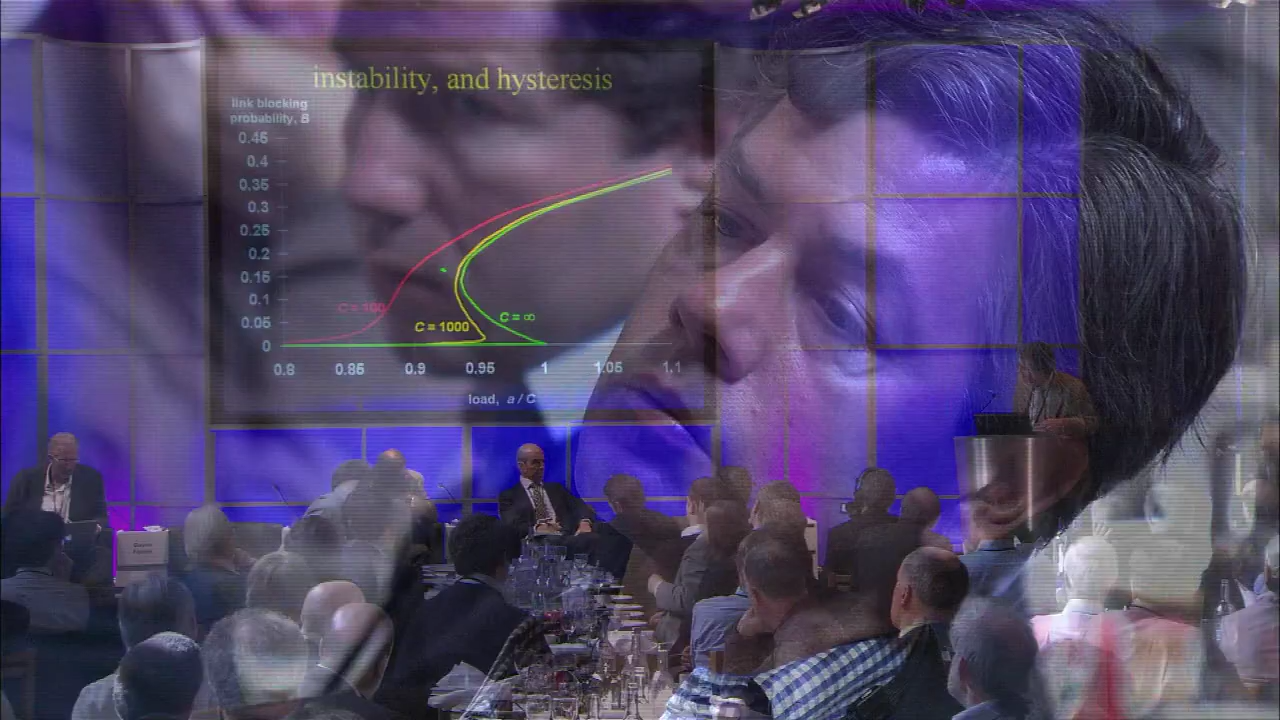 instability, and hysteresis
link blocking
probability, B
0.45
0.4
0.35
0.3
0.25
0.2
0.15
0.1
0.05
0
C = 100
C = 1000
C = ∞
0.8
0.85
0.9
0.95
1
1.05
1.1
load, a / C